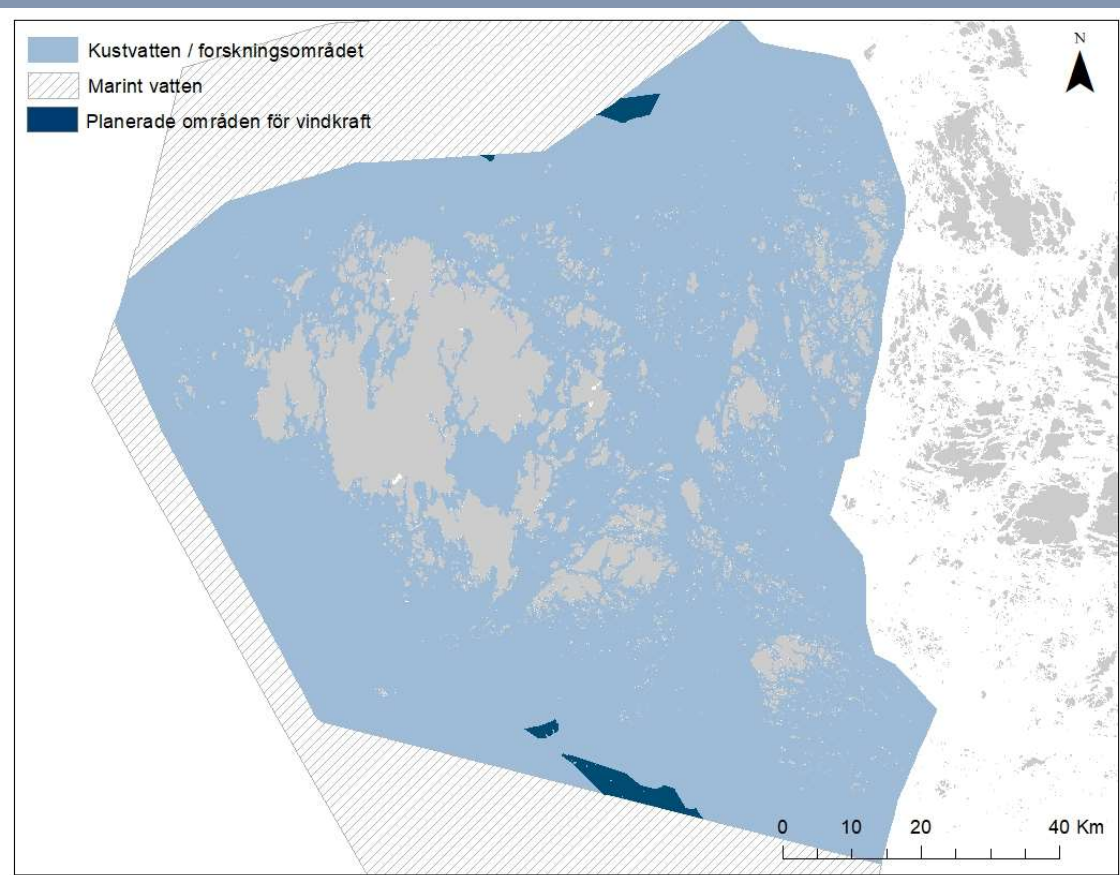 Kustvatten / forskningsområdet
Marint vatten
Planerade områden för vindkraft
N
0 10 20 40 Km